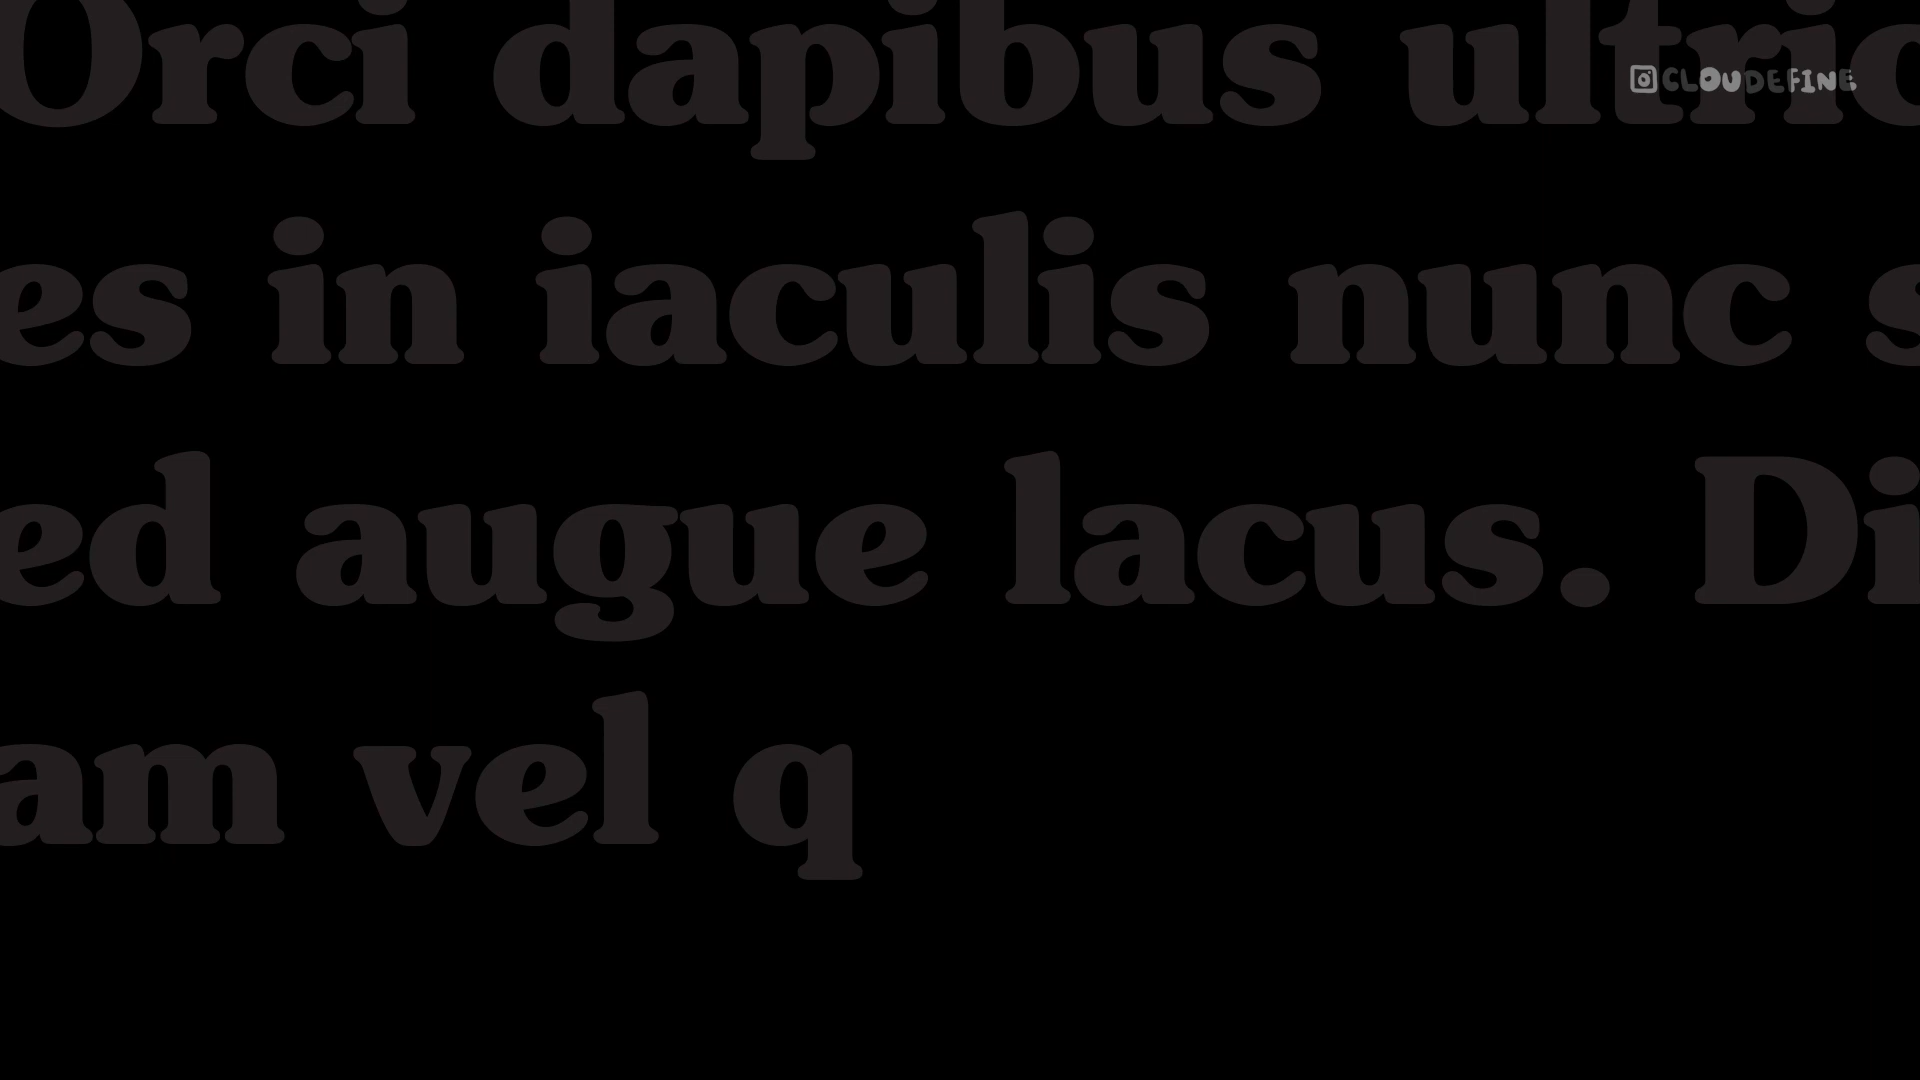 Orci dapibus ultric
CLOUDEFINE
es in iaculis nunc s
ed augue lacus. Di
am vel q